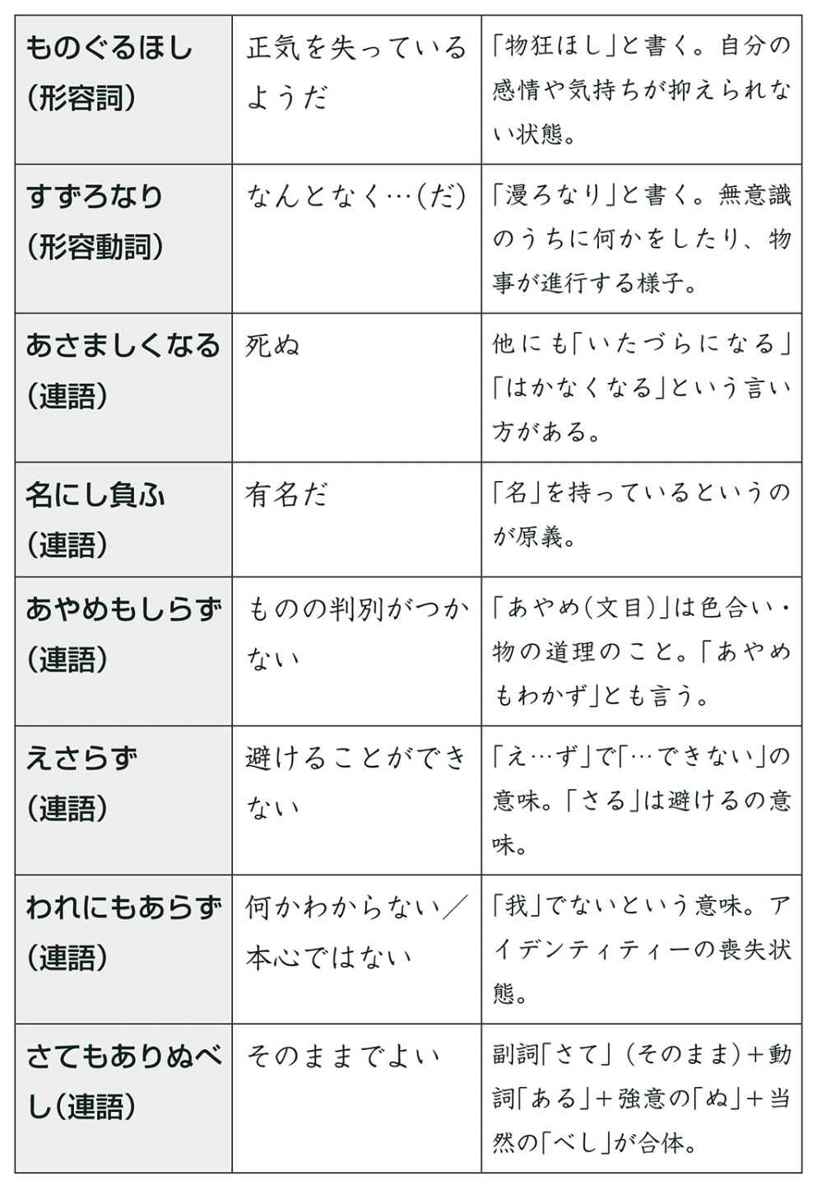 ものぐるほし
(形容詞)
正気を失っている
ようだ
「物狂ほし」と書く。自分の
感情や気持ちが抑えられな
い状態。
すずろなり
(形容動詞)
なんとなく…(だ)
「漫ろなり」と書く。無意識
のうちに何かをしたり、物
事が進行する様子。
あさましくなる
(連語)
死ぬ
他にも「いたづらになる」
「はかなくなる」という言い
方がある。
名にし負ふ
(連語)
有名だ
「名」を持っているというの
が原義。
あやめもしらず
(連語)
ものの判別がつか
ない
「あやめ(文目)」は色合い・
物の道理のこと。「あやめ
もわかず」とも言う。
えさらず
(連語)
避けることができ
ない
「え…ず」で「…できない」の
意味。「さる」は避けるの意
味。
われにもあらず
(連語)
何かわからない／
本心ではない
「我」でないという意味。ア
イデンティティーの喪失状
態。
さてもありぬべ
し(連語)
そのままでよい
副詞「さて」(そのまま)＋動
詞「ある」＋強意の「ぬ」＋当
然の「べし」が合体。